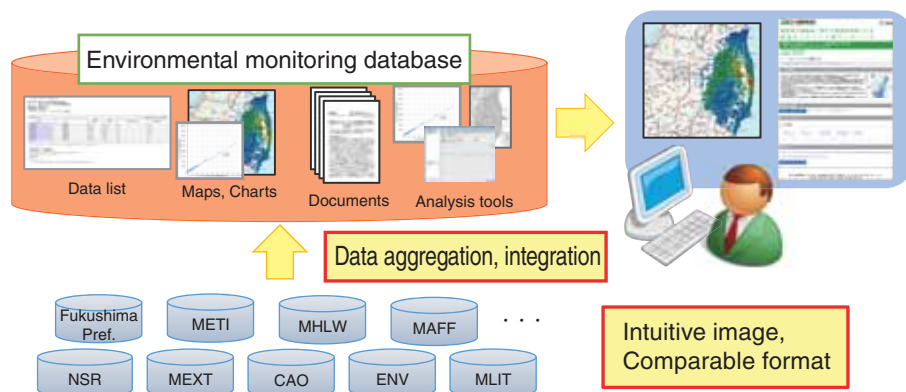 Environmental monitoring database
Data list
Maps, Charts
Documents
Analysis tools
Data aggregation, integration
Fukushima
Pref.
METI
MHLW
MAFF
· · ·
NSR
MEXT
CAO
ENV
MLIT
Intuitive image,
Comparable format